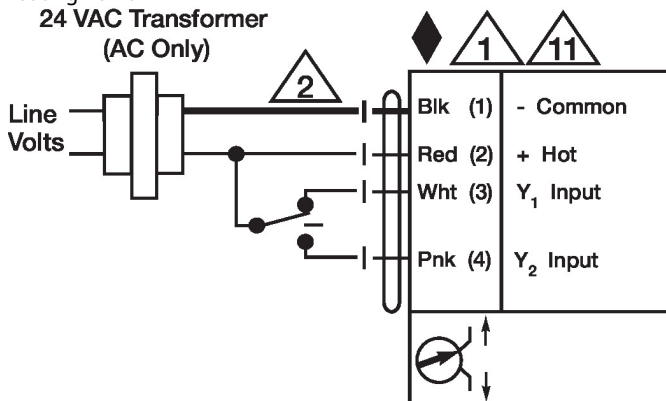 24 VAC Transformer
(AC Only)
1
11
2
Line
Volts
Blk (1) - Common
Red (2) + Hot
Wht (3) Y1 Input
Pnk (4) Y2 Input